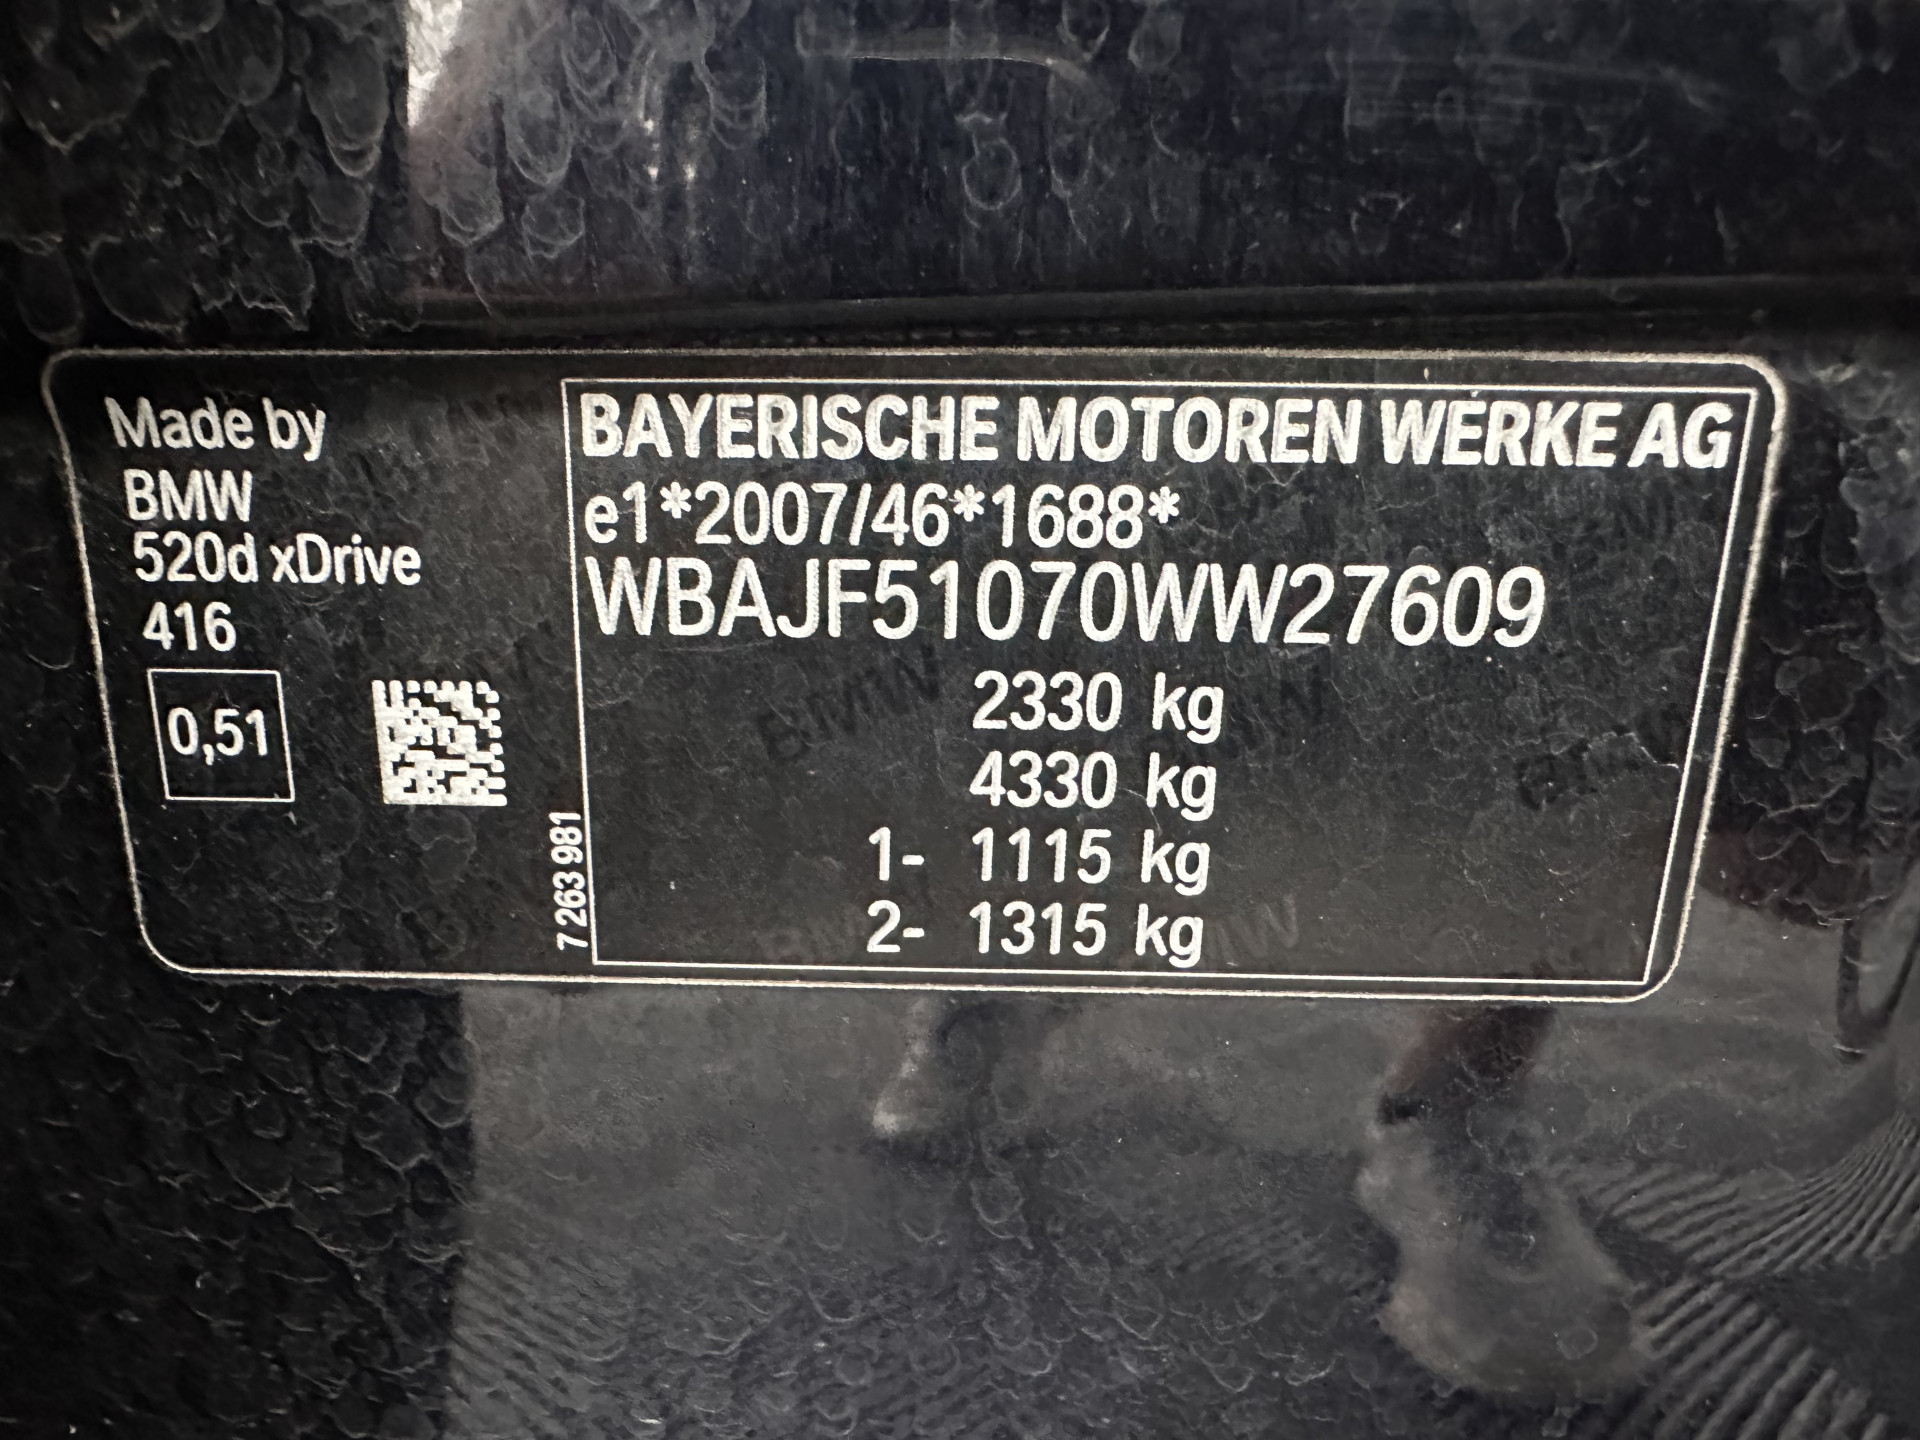 Made by
BMW
520d xDrive
416
0,51
7 263 981
BAYERISCHE MOTOREN WERKE AG
e1*2007/46*1688*
WBAJF51070WW27609
2330 kg
4330 kg
1- 1115 kg
2- 1315 kg